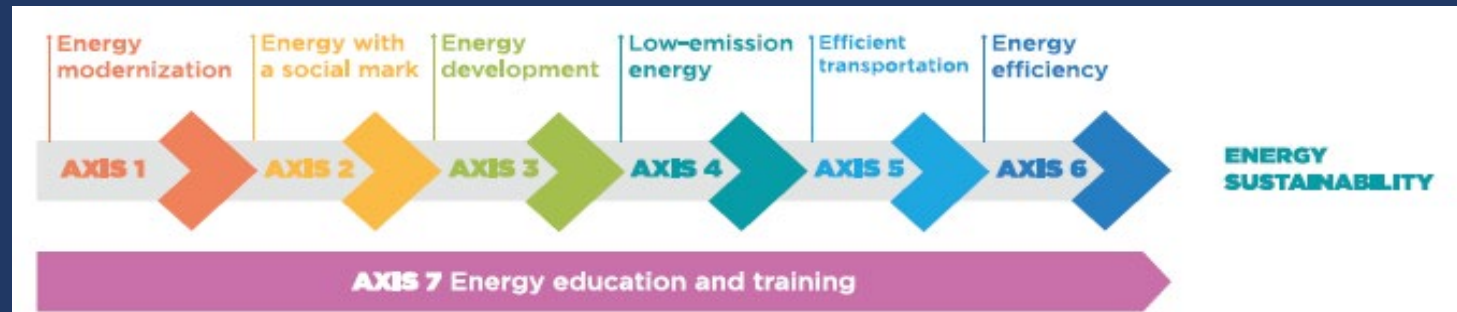 Energy
modernization
Energy with
a social mark
Energy
development
Low-emission
energy
Efficient
transportation
Energy
efficiency
AXIS 1
AXIS 2
AXIS 3
AXIS 4
AXIS 5
AXIS 6
ENERGY
SUSTAINABILITY
AXIS 7 Energy education and training